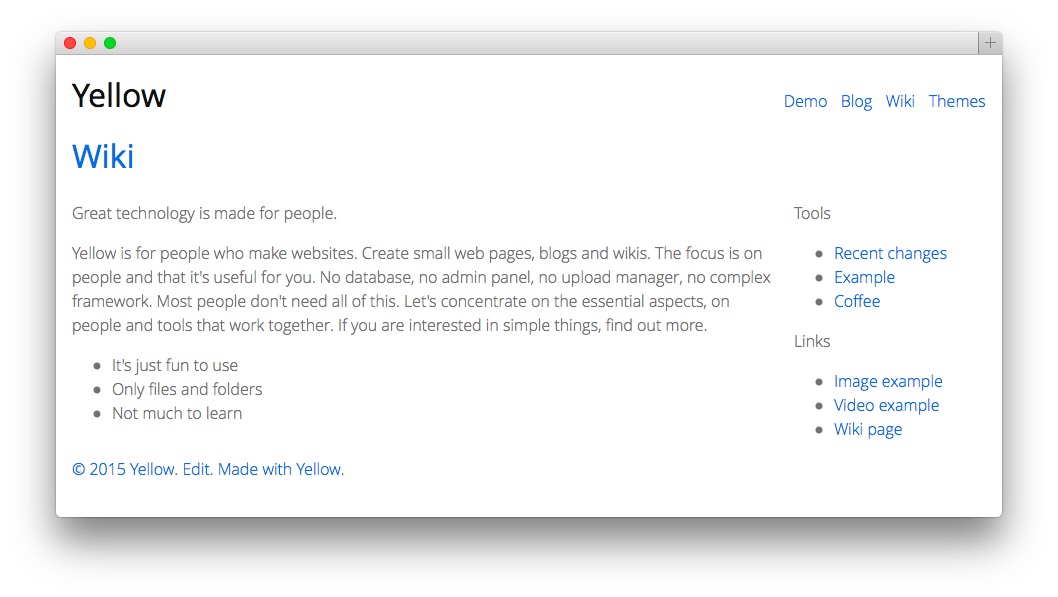 Yellow
Demo Blog Wiki Themes
Wiki
Great technology is made for people.
Yellow is for people who make websites. Create small web pages, blogs and wikis. The focus is on
people and that it's useful for you. No database, no admin panel, no upload manager, no complex
framework. Most people don't need all of this. Let's concentrate on the essential aspects, on
people and tools that work together. If you are interested in simple things, find out more.
It's just fun to use
Only files and folders
Not much to learn
Tools
Recent changes
Example
Coffee
Links
Image example
Video example
Wiki page
© 2015 Yellow. Edit. Made with Yellow.